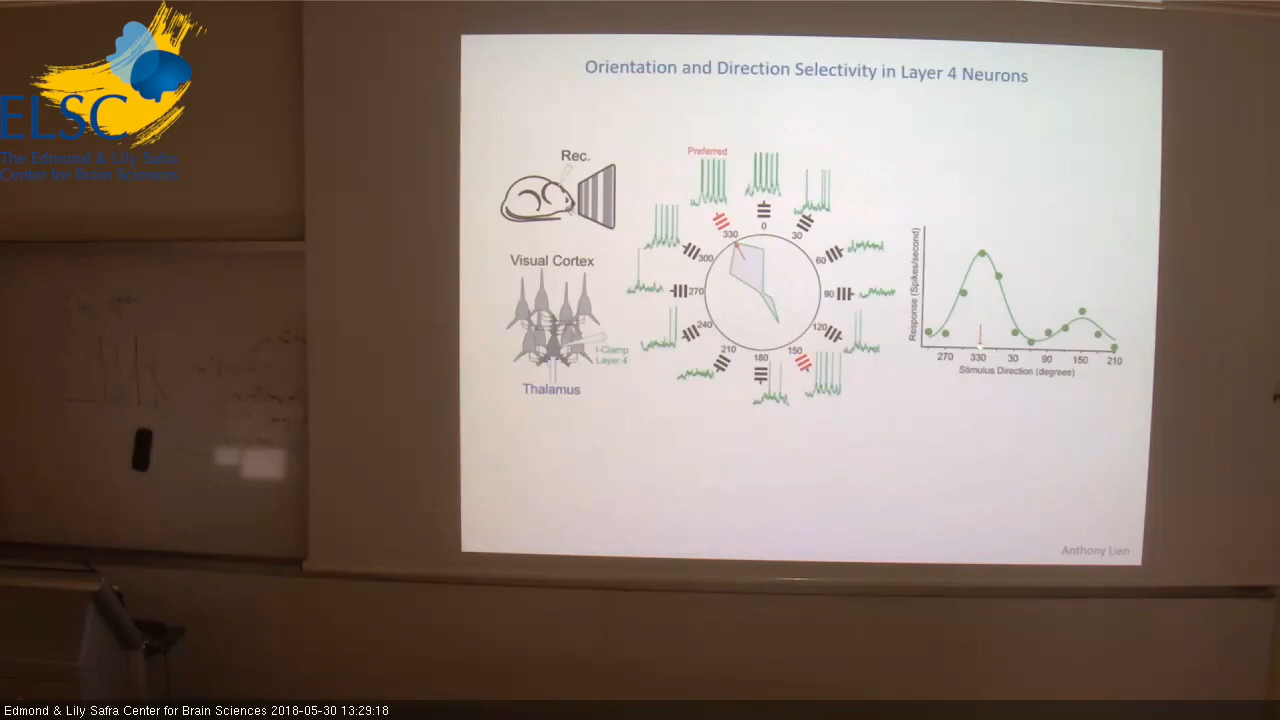 ELSC
The Edmond & Lily Safra
Center for Brain Sciences
Orientation and Direction Selectivity in Layer 4 Neurons
Rec.
Visual Cortex
I-Clamp
Layer 4
Thalamus
Preferred
0
30
60
90
120
150
180
210
240
270
300
330
Response (Spikes/second)
270 330 30 90 150 210
Stimulus Direction (degrees)
Anthony Lien
Edmond & Lily Safra Center for Brain Sciences 2018-05-30 13:29:18